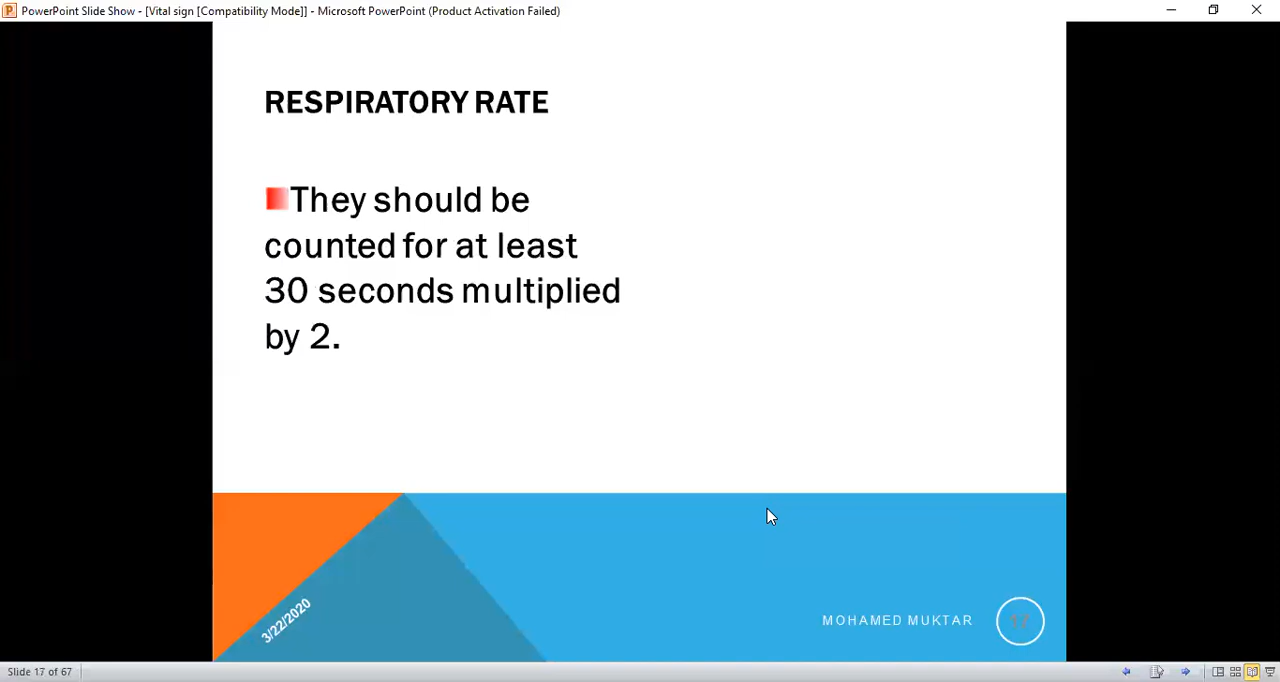 PowerPoint Slide Show - [Vital sign [Compatibility Mode]] - Microsoft PowerPoint (Product Activation Failed)
RESPIRATORY RATE
They should be
counted for at least
30 seconds multiplied
by 2.
3/22/2020
MOHAMED MUKTAR
17
Slide 17 of 67